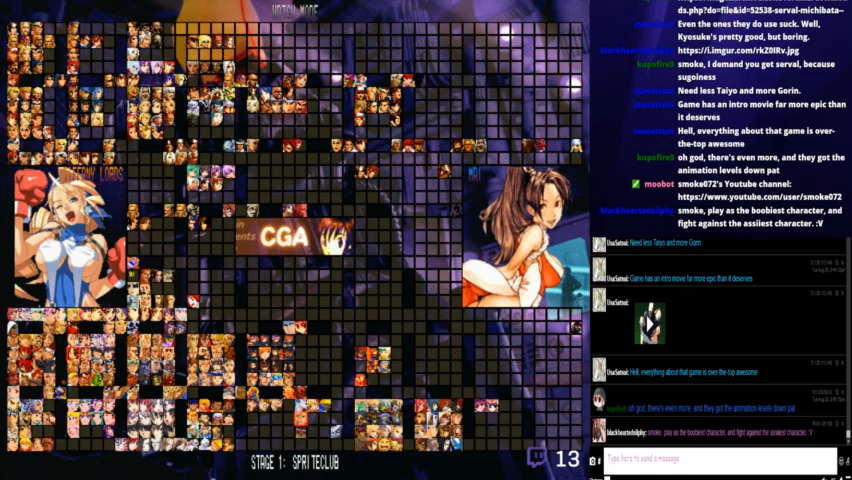 WATCH MODE
TIFFANY LORDS
MAI
CGA
STAGE 1: SPRITECLUB
13
ds.php?do=file&id=52538-serval-michibata--
Even the ones they do use suck. Well,
Kyosuke's pretty good, but boring.
https://i.imgur.com/rkZ0IRv.jpg
kupofire9 smoke, I demand you get serval, because
sugoiness
Need less Taiyo and more Gorin.
Game has an intro movie far more epic than
it deserves
Hell, everything about that game is over-
the-top awesome
kupofire9 oh god, there's even more, and they got the
animation levels down pat
moobot smoke072's Youtube channel:
https://www.youtube.com/user/smoke072
smoke, play as the boobiest character, and
fight against the assiest character. :V
UsaSatsui: Need less Taiyo and more Gorin
UsaSatsui: Game has an intro movie far more epic than it deserves
UsaSatsui:
UsaSatsui: Hell, everything about that game is over-the-top awesome
oh god, there's even more, and they got the animation levels down pat
blackheartedsilphy: smoke, play as the boobiest character, and fight against the assiest character. :V
Type here to send a message